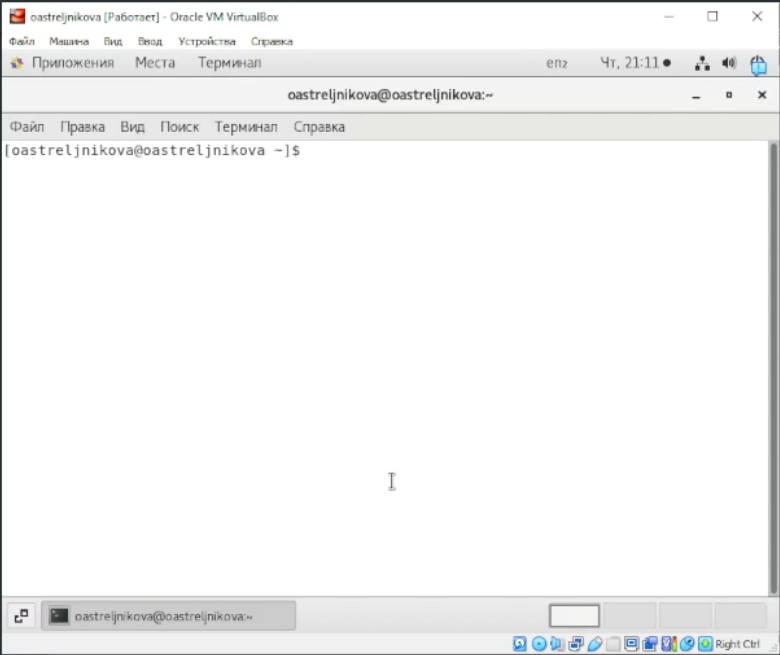 oastreljnikova [Работает] - Oracle VM VirtualBox
Файл Машина Вид Ввод Устройства Справка
Приложения Места Терминал en₂ Чт, 21:11
oastreljnikova@oastreljnikova:~
Файл Правка Вид Поиск Терминал Справка
[oastreljnikova@oastreljnikova ~]$
oastreljnikova@oastreljnikova:~
Right Ctrl